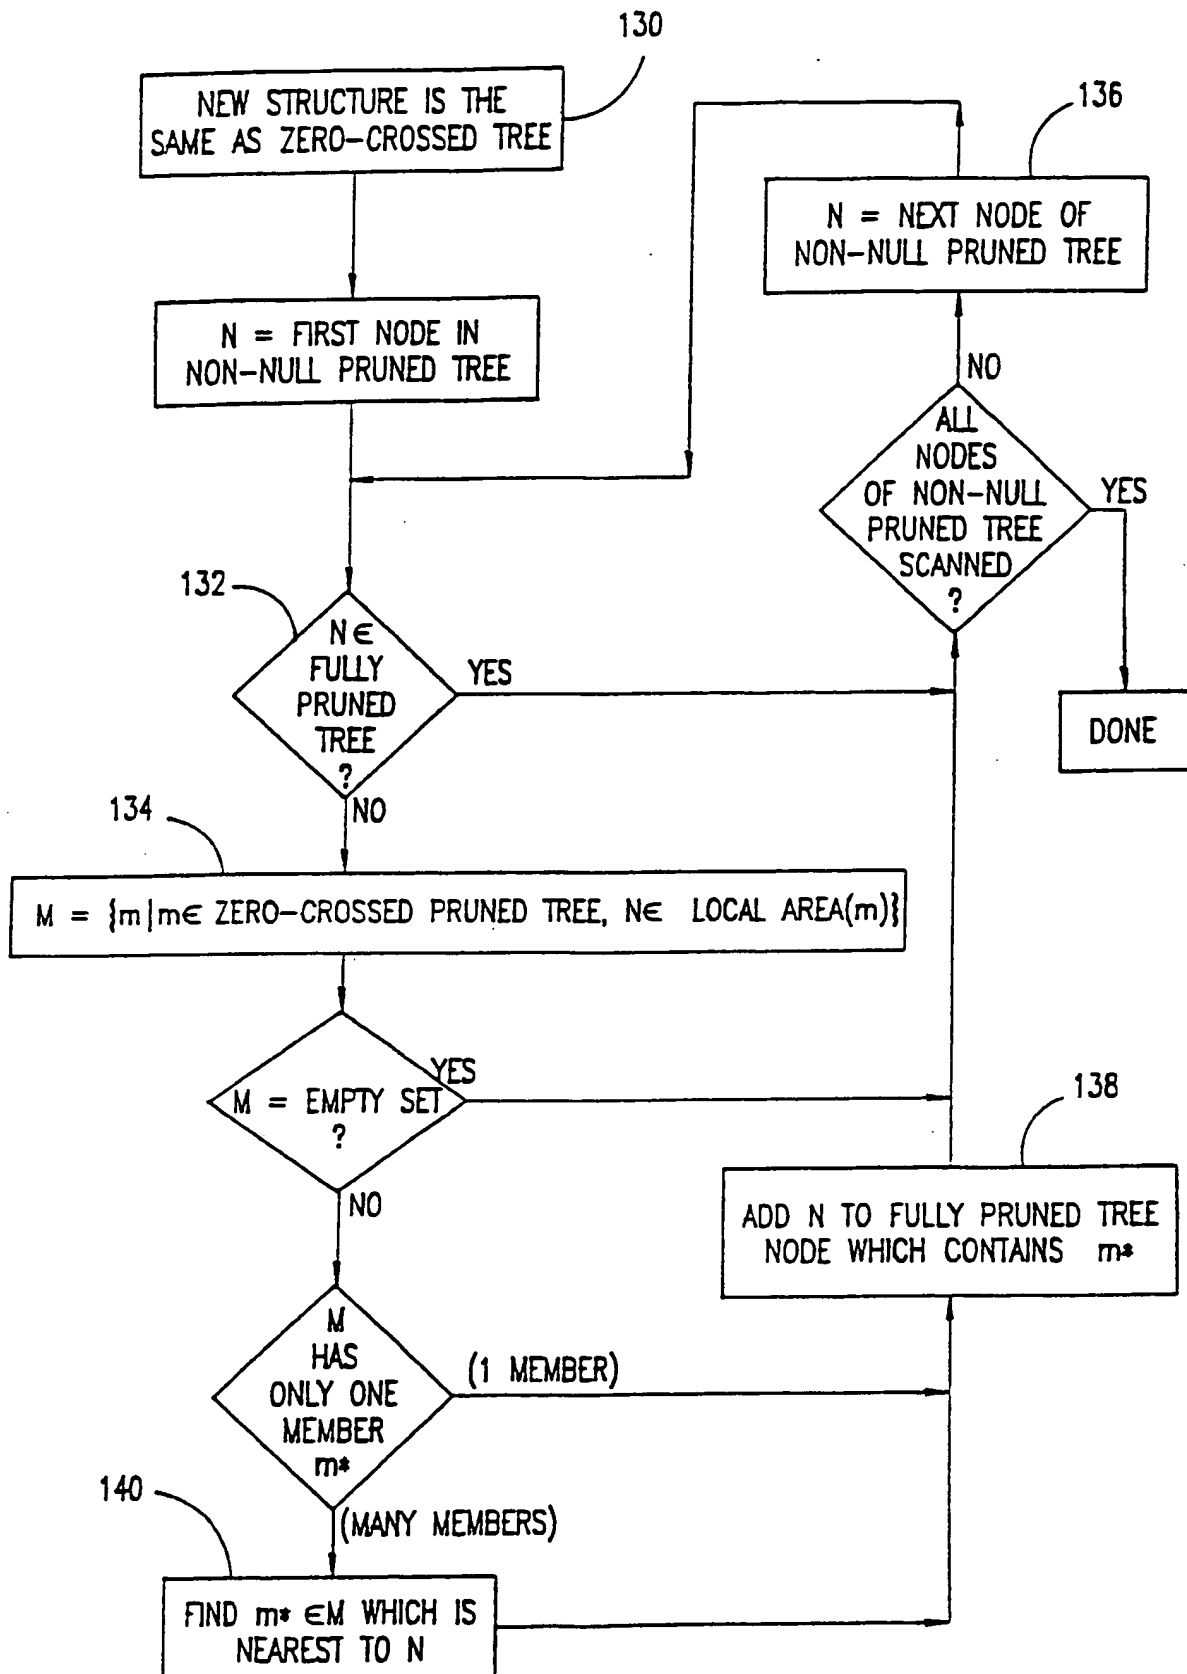 130
NEW STRUCTURE IS THE
SAME AS ZERO-CROSSED TREE
136
N = NEXT NODE OF
NON-NULL PRUNED TREE
N = FIRST NODE IN
NON-NULL PRUNED TREE
NO
ALL
NODES
OF NON-NULL
PRUNED TREE
SCANNED
?
YES
DONE
132
N∈
FULLY
PRUNED
TREE
?
YES
NO
134
M = {m|m∈ ZERO-CROSSED PRUNED TREE, N∈ LOCAL AREA(m)}
M = EMPTY SET
?
YES
NO
138
ADD N TO FULLY PRUNED TREE
NODE WHICH CONTAINS m*
M
HAS
ONLY ONE
MEMBER
m*
(1 MEMBER)
(MANY MEMBERS)
140
FIND m* ∈M WHICH IS
NEAREST TO N